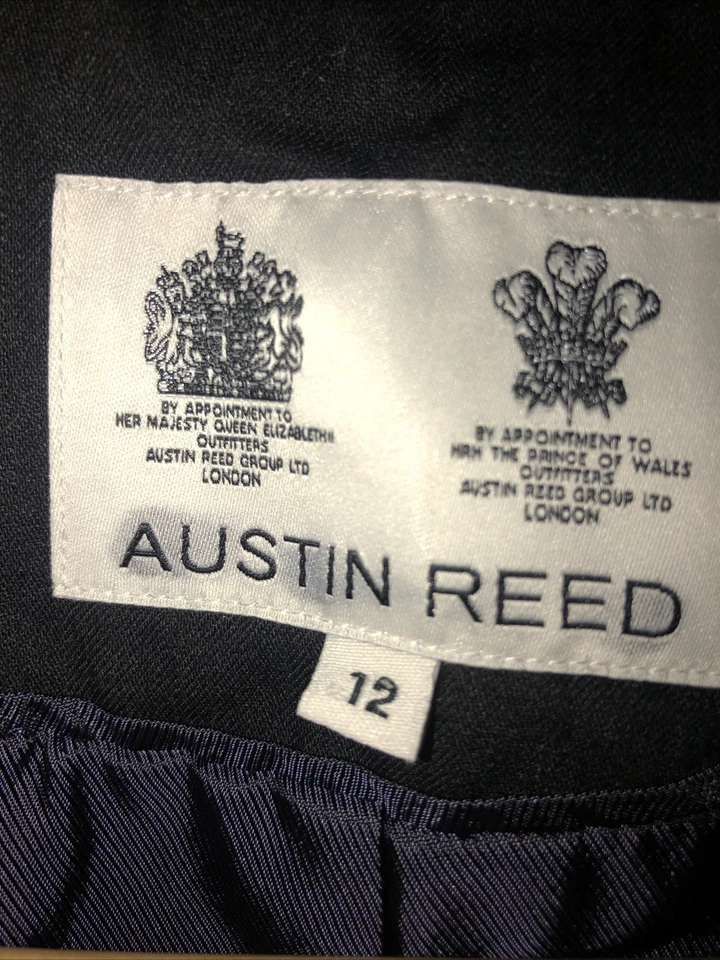 BY APPOINTMENT TO
HER MAJESTY QUEEN ELIZABETH II
OUTFITTERS
AUSTIN REED GROUP LTD
LONDON
BY APPOINTMENT TO
HRH THE PRINCE OF WALES
OUTFITTERS
AUSTIN REED GROUP LTD
LONDON
AUSTIN REED
12